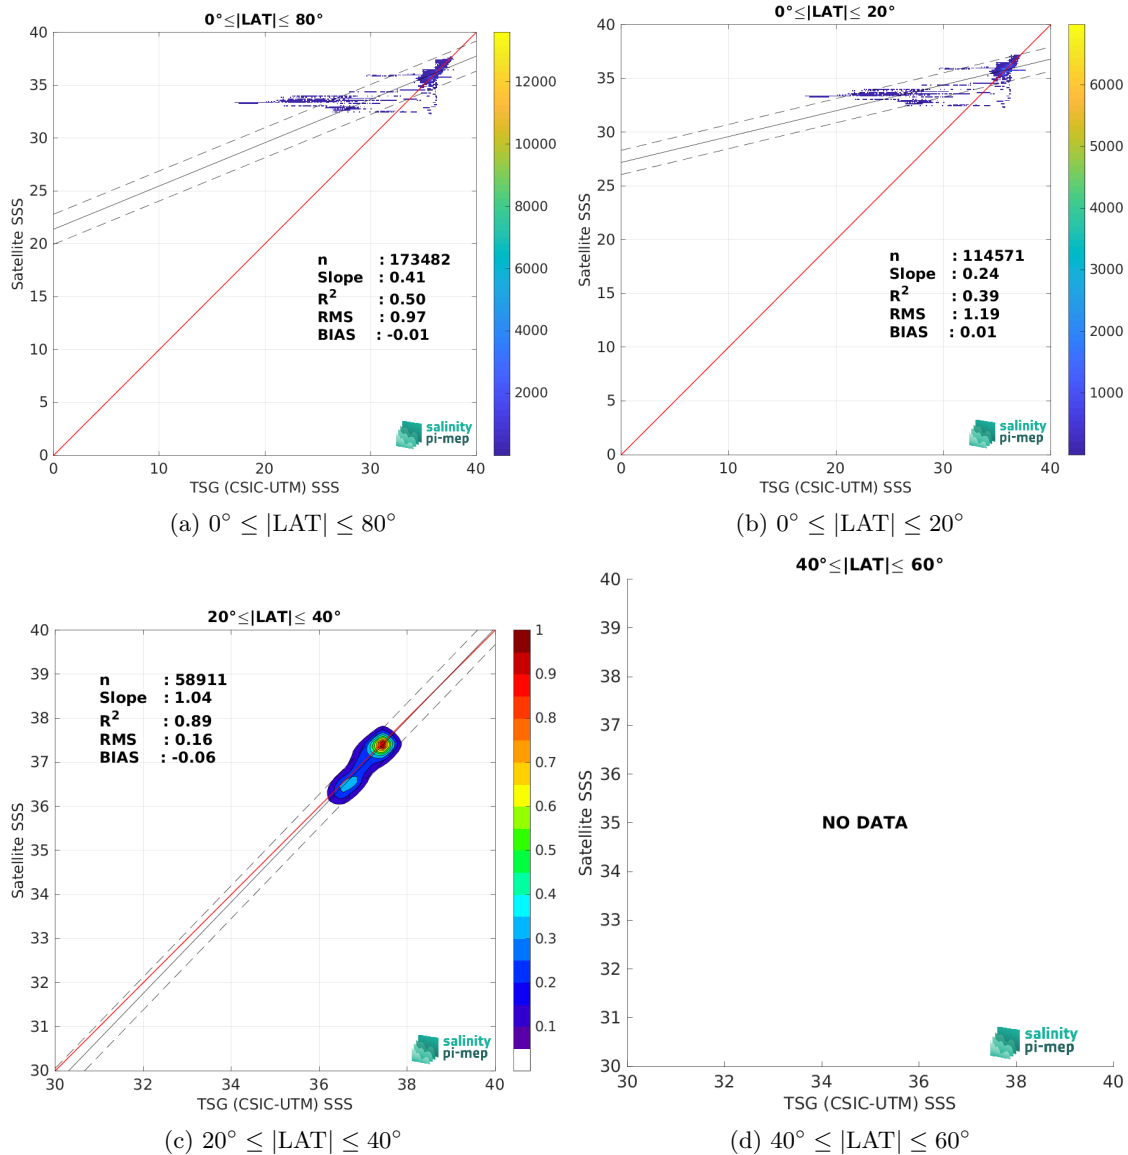 0°≤|LAT|≤ 80°
40
35
30
25
20
15
10
5
0
Satellite SSS
n : 173482
Slope : 0.41
R² : 0.50
RMS : 0.97
BIAS : -0.01
salinity
pi-mep
0 10 20 30 40
TSG (CSIC-UTM) SSS
12000
10000
8000
6000
4000
2000
(a) 0° ≤ |LAT| ≤ 80°
0°≤|LAT|≤ 20°
40
35
30
25
20
15
10
5
0
Satellite SSS
n : 114571
Slope : 0.24
R² : 0.39
RMS : 1.19
BIAS : 0.01
salinity
pi-mep
0 10 20 30 40
TSG (CSIC-UTM) SSS
6000
5000
4000
3000
2000
1000
(b) 0° ≤ |LAT| ≤ 20°
20°≤|LAT|≤ 40°
40
39
38
37
36
35
34
33
32
31
30
Satellite SSS
n : 58911
Slope : 1.04
R² : 0.89
RMS : 0.16
BIAS : -0.06
salinity
pi-mep
30 32 34 36 38 40
TSG (CSIC-UTM) SSS
1
0.9
0.8
0.7
0.6
0.5
0.4
0.3
0.2
0.1
(c) 20° ≤ |LAT| ≤ 40°
40°≤|LAT|≤ 60°
40
39
38
37
36
35
34
33
32
31
30
Satellite SSS
NO DATA
salinity
pi-mep
30 32 34 36 38 40
TSG (CSIC-UTM) SSS
(d) 40° ≤ |LAT| ≤ 60°